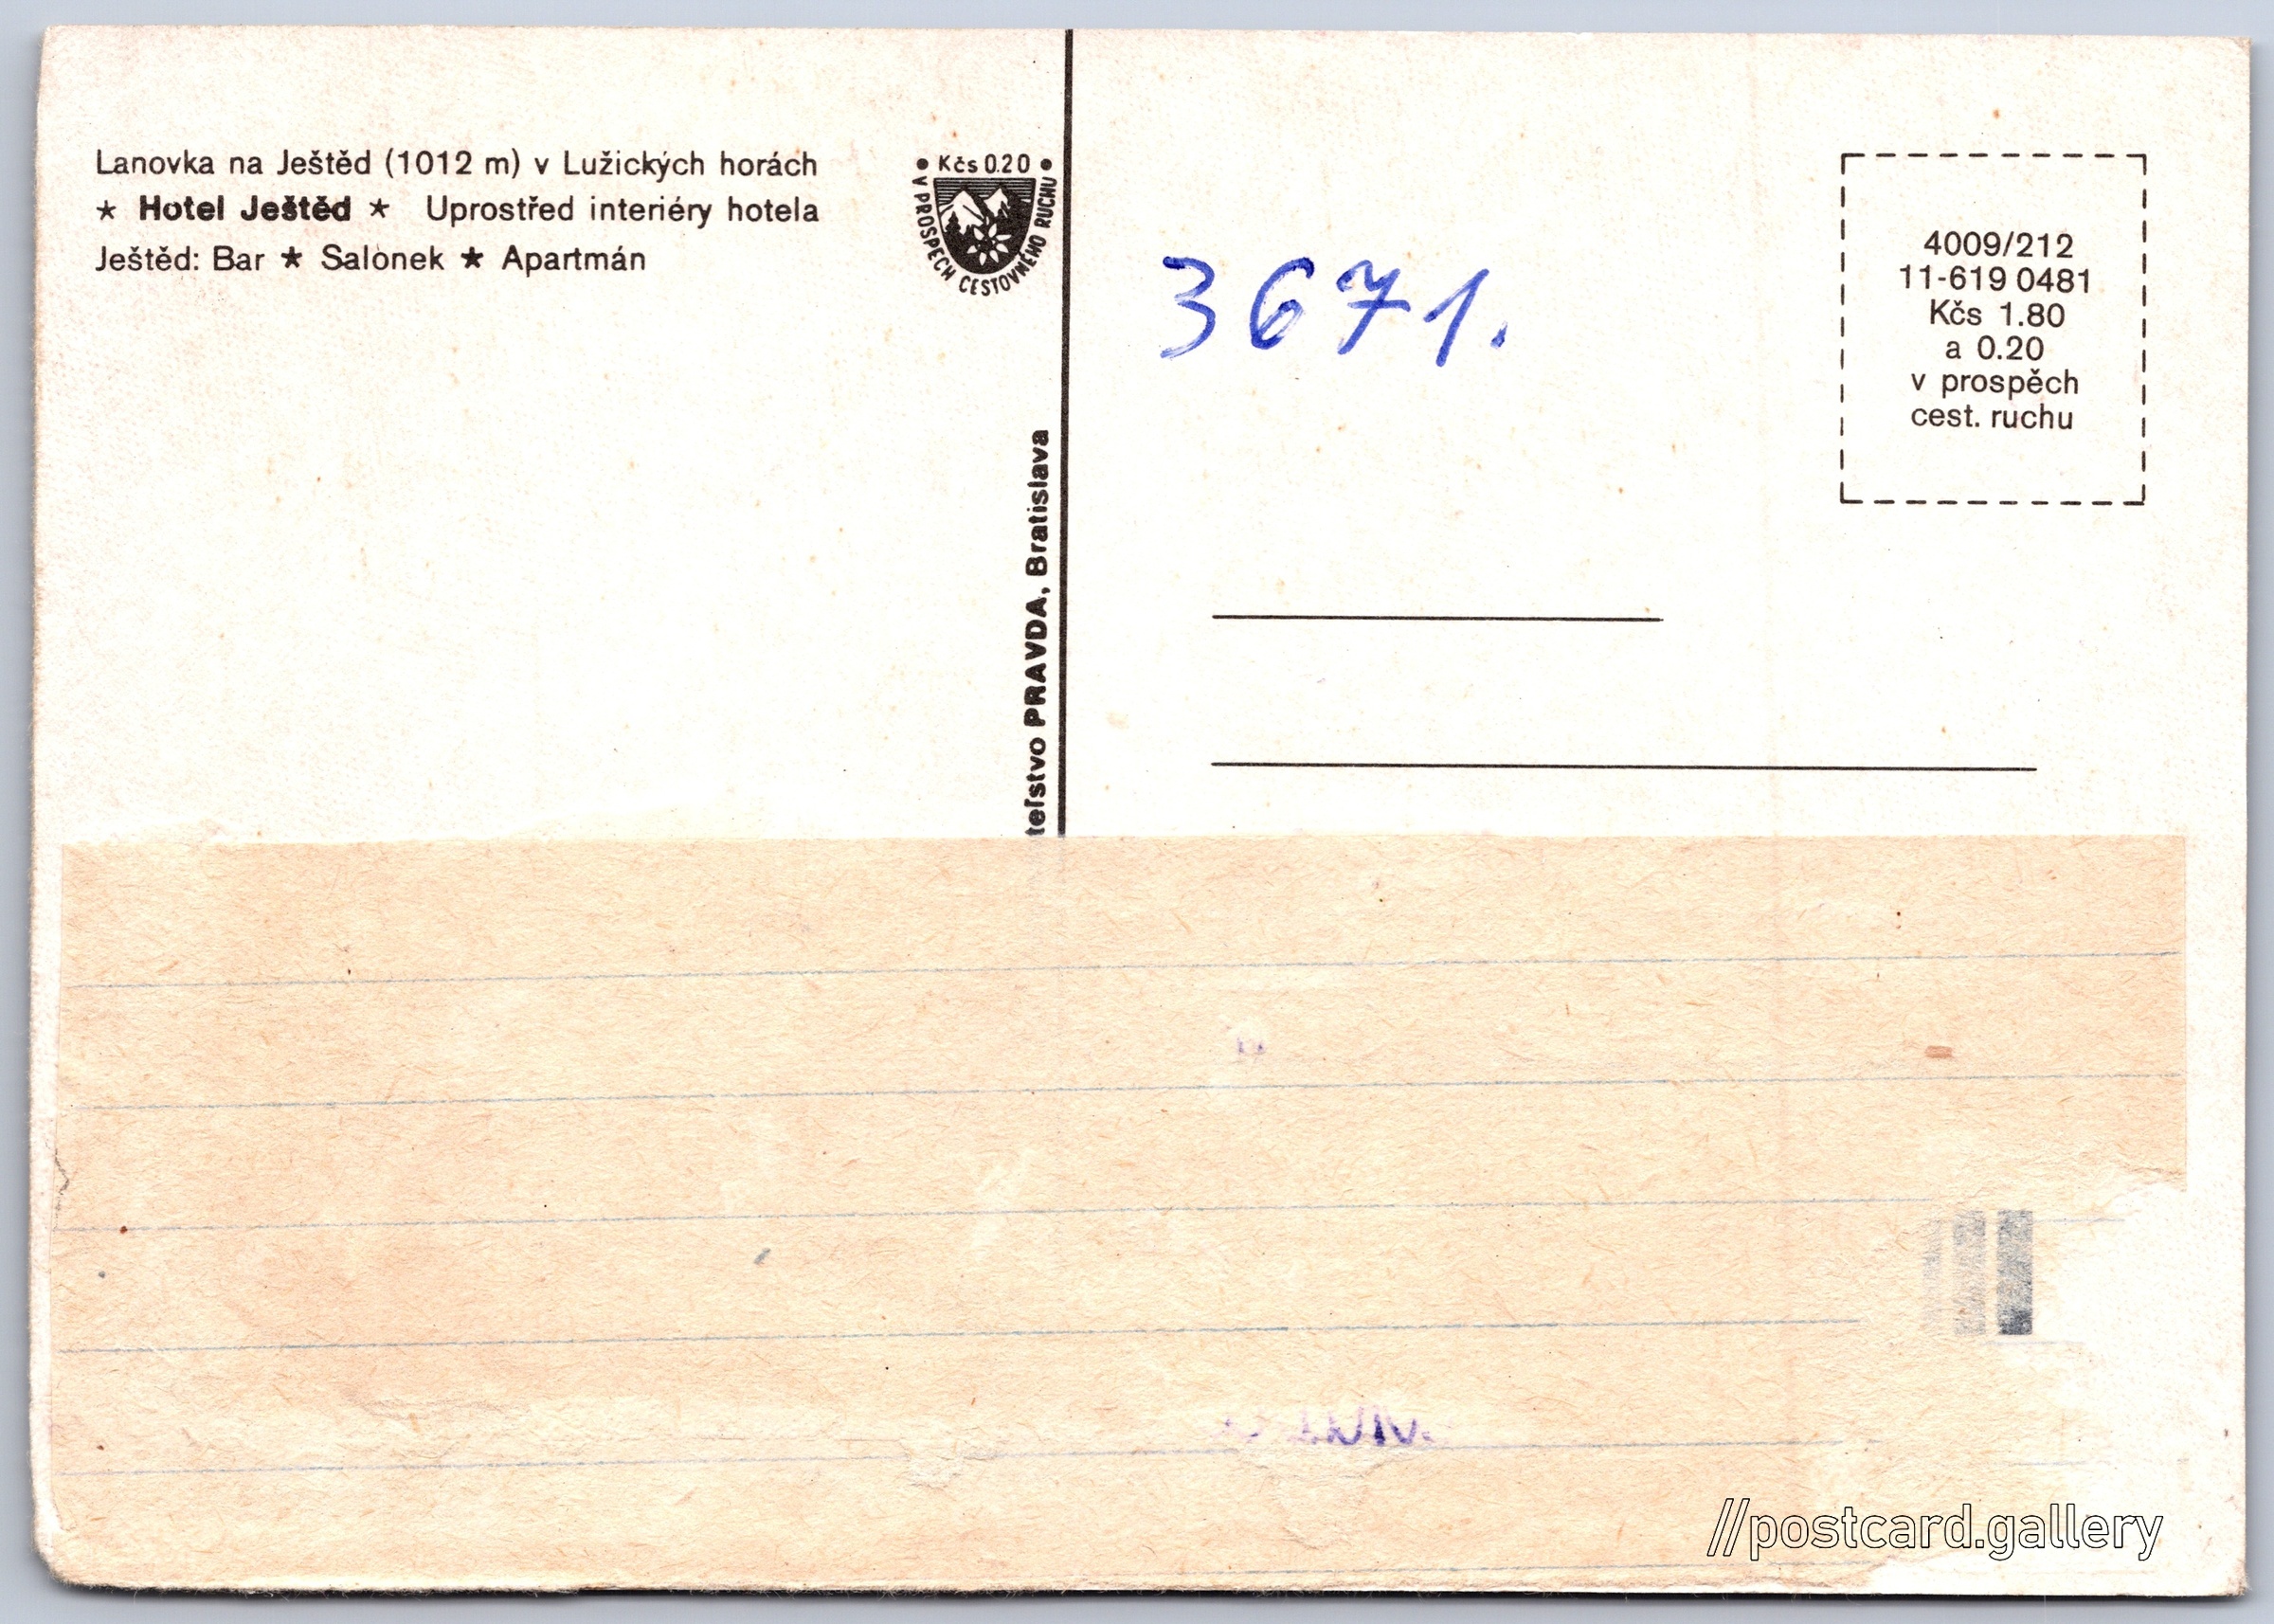 Lanovka na Ještěd (1012 m) v Lužických horách
★ Hotel Ještěd ★ Uprostřed interiéry hotela
Ještěd: Bar ★ Salónek ★ Apartmán
• Kčs 0.20 •
V PROSPĚCH CESTOVNÉHO RUCHU
teľstvo PRAVDA, Bratislava
3671.
4009/212
11-619 0481
Kčs 1.80
a 0.20
v prospěch
cest. ruchu
//postcard.gallery